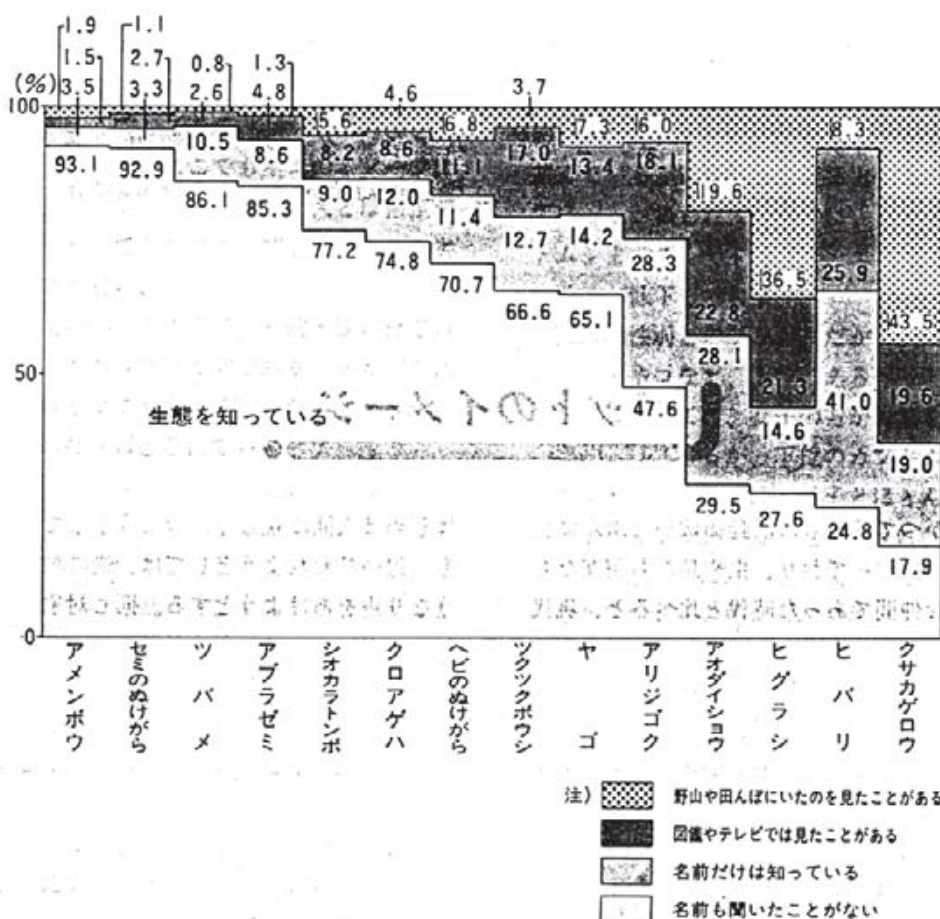 1.9 1.1
1.5 2.7 0.8 1.3 4.6 3.7
(%) 3.5 3.3 2.6 4.8
100
5.6 6.8 7.3 6.0 8.3
10.5 8.6 8.2 8.6 11.1 17.0 13.4 18.1
93.1 92.9 86.1 85.3 9.0 12.0 11.4 12.7 14.2 28.3 19.6
77.2 74.8 70.7 66.6 65.1 22.8 36.5 25.9 43.5
50
28.1 21.3 41.0 19.6
生態を知っている
47.6 14.6 19.0
29.5 27.6 24.8 17.9
0
アメンボウ
セミのぬけがら
ツバメ
アブラゼミ
シオカラトンボ
クロアゲハ
ヘビのぬけがら
ツクツクボウシ
ヤゴ
アリジゴク
アオダイショウ
ヒグラシ
ヒバリ
クサカゲロウ
注) 野山や田んぼにいたのを見たことがある
図鑑やテレビでは見たことがある
名前だけは知っている
名前も聞いたことがない